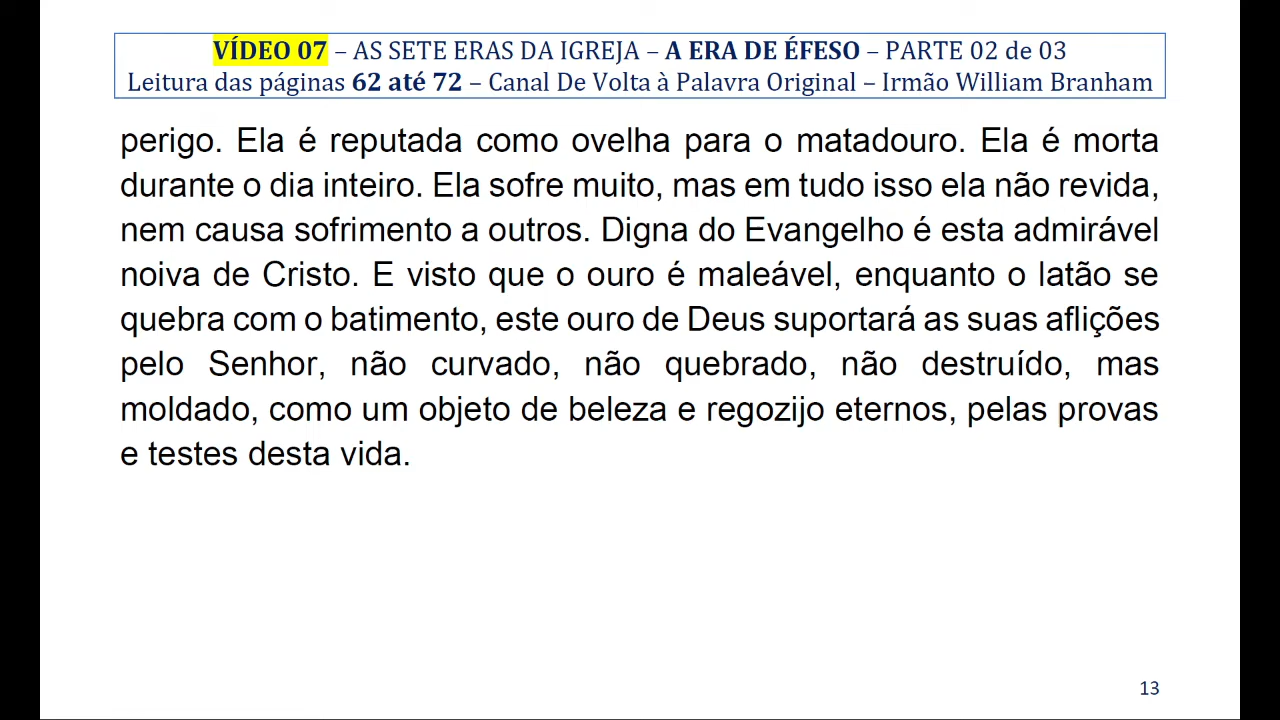 VÍDEO 07 – AS SETE ERAS DA IGREJA – A ERA DE ÉFESO – PARTE 02 de 03
Leitura das páginas 62 até 72 – Canal De Volta à Palavra Original – Irmão William Branham
perigo. Ela é reputada como ovelha para o matadouro. Ela é morta
durante o dia inteiro. Ela sofre muito, mas em tudo isso ela não revida,
nem causa sofrimento a outros. Digna do Evangelho é esta admirável
noiva de Cristo. E visto que o ouro é maleável, enquanto o latão se
quebra com o batimento, este ouro de Deus suportará as suas aflições
pelo Senhor, não curvado, não quebrado, não destruído, mas
moldado, como um objeto de beleza e regozijo eternos, pelas provas
e testes desta vida.
13